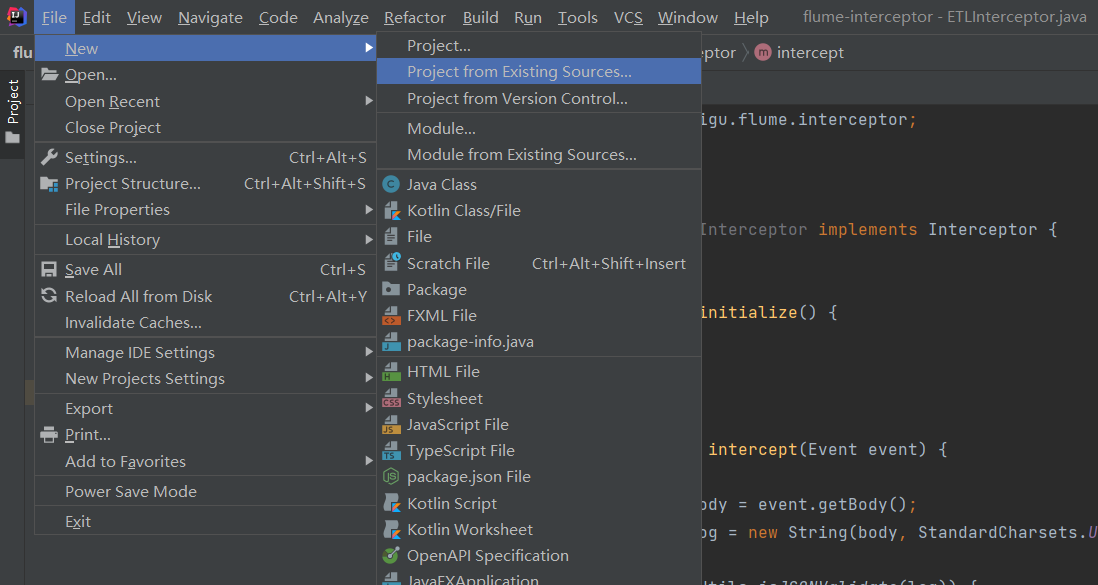 File Edit View Navigate Code Analyze Refactor Build Run Tools VCS Window Help flume-interceptor - ETLInterceptor.java
flu
ptor
intercept
Project
New
Open...
Open Recent
Close Project
Settings... Ctrl+Alt+S
Project Structure... Ctrl+Alt+Shift+S
File Properties
Local History
Save All Ctrl+S
Reload All from Disk Ctrl+Alt+Y
Invalidate Caches...
Manage IDE Settings
New Projects Settings
Export
Print...
Add to Favorites
Power Save Mode
Exit
Project...
Project from Existing Sources...
Project from Version Control...
Module...
Module from Existing Sources...
Java Class
Kotlin Class/File
File
Scratch File Ctrl+Alt+Shift+Insert
Package
FXML File
package-info.java
HTML File
Stylesheet
JavaScript File
TypeScript File
package.json File
Kotlin Script
Kotlin Worksheet
OpenAPI Specification
JavaFXApplication
igu.flume.interceptor;
Interceptor implements Interceptor {
initialize() {
intercept(Event event) {
ody = event.getBody();
og = new String(body, StandardCharsets.U
Utils.isJSONValidate(log)) {